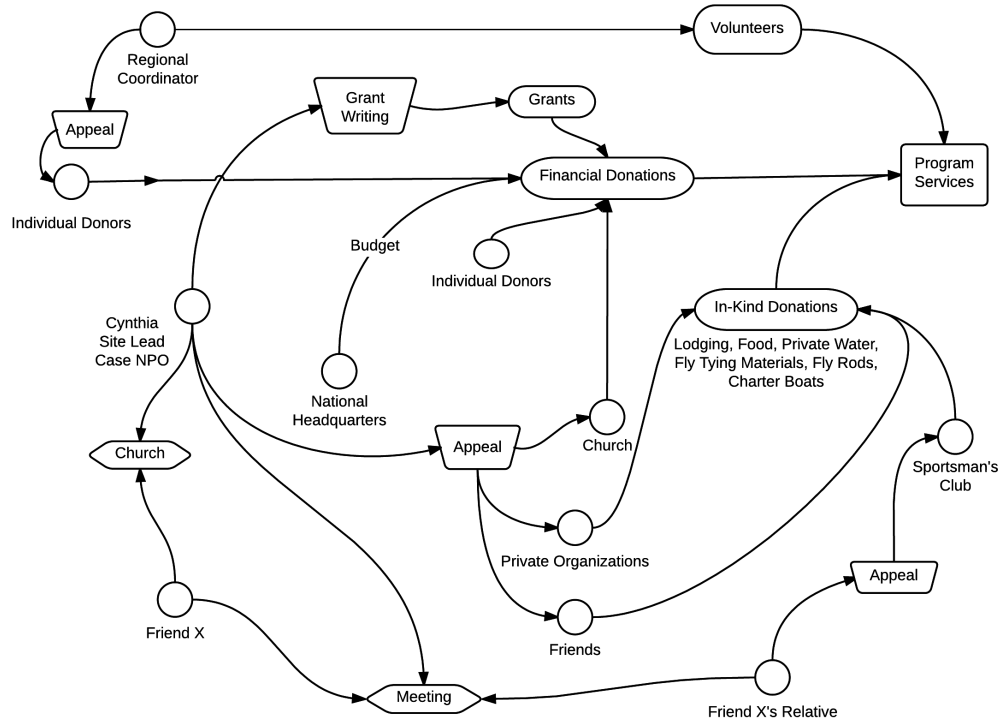 Volunteers
Regional
Coordinator
Grant
Writing
Grants
Appeal
Program
Services
Financial Donations
Individual Donors
Budget
Individual Donors
In-Kind Donations
Cynthia
Site Lead
Case NPO
Lodging, Food, Private Water,
Fly Tying Materials, Fly Rods,
Charter Boats
National
Headquarters
Church
Appeal
Church
Sportsman's
Club
Private Organizations
Appeal
Friend X
Friends
Meeting
Friend X's Relative